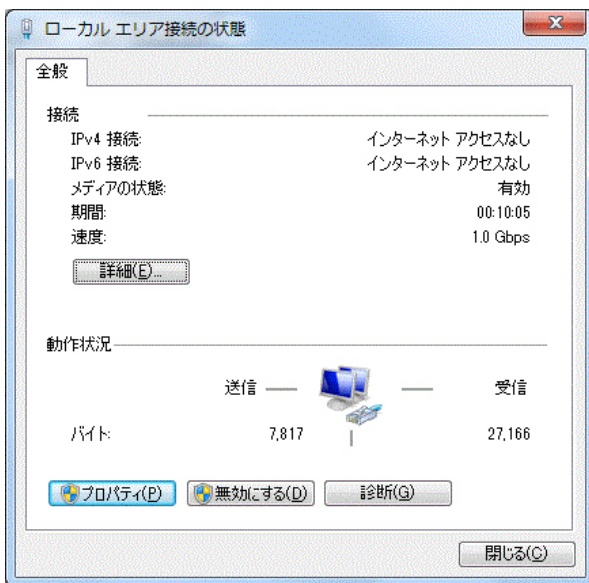 ローカル エリア接続の状態
全般
接続
IPv4 接続: インターネット アクセスなし
IPv6 接続: インターネット アクセスなし
メディアの状態: 有効
期間: 00:10:05
速度: 1.0 Gbps
詳細(E)...
動作状況
送信 受信
バイト: 7,817 27,166
プロパティ(P) 無効にする(D) 診断(G)
閉じる(C)